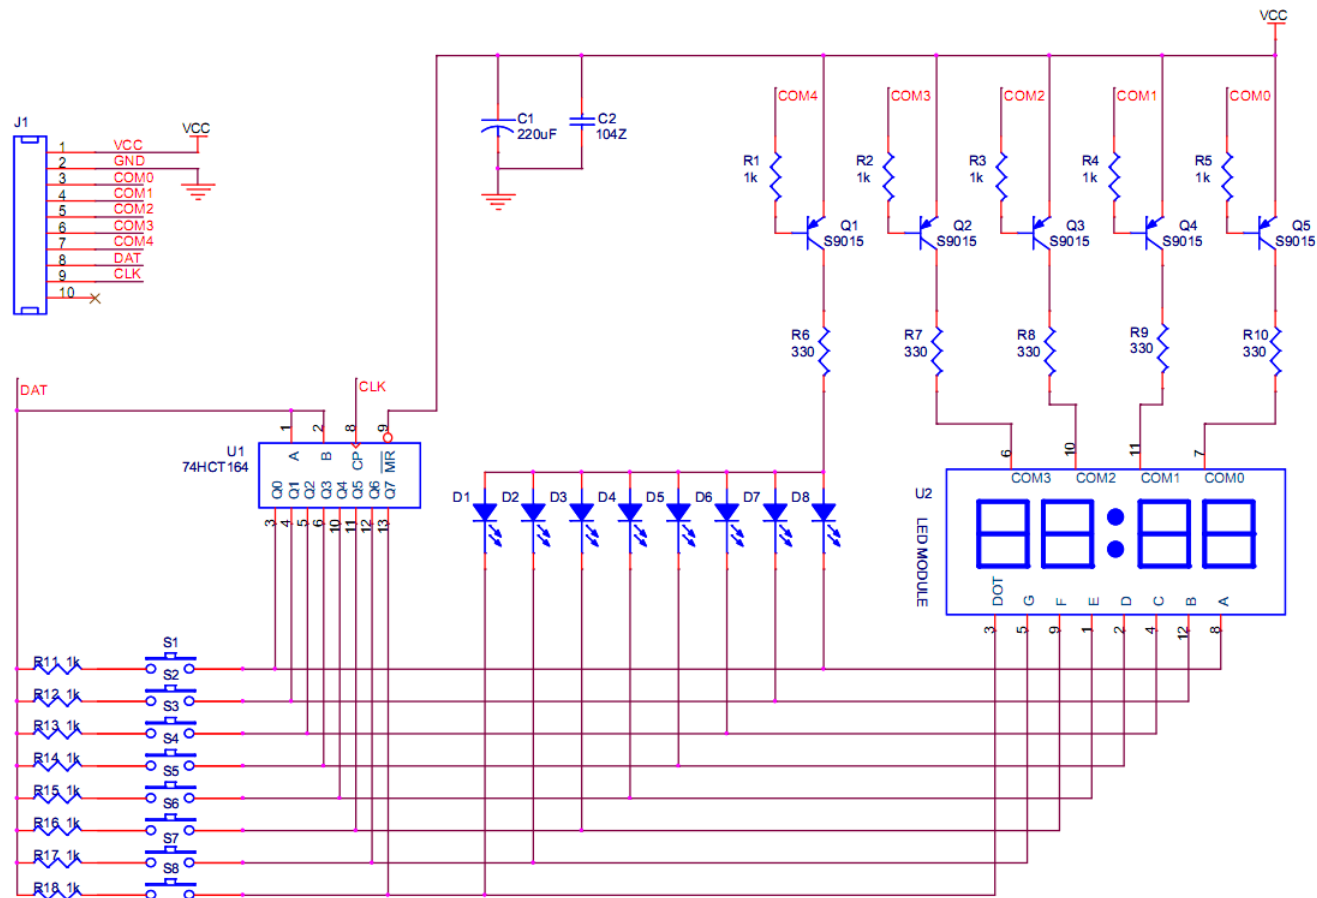 VCC
J1
1 VCC
2 GND
3 COM0
4 COM1
5 COM2
6 COM3
7 COM4
8 DAT
9 CLK
10
VCC
C1
220uF
C2
104Z
COM4
COM3
COM2
COM1
COM0
R1
1k
R2
1k
R3
1k
R4
1k
R5
1k
Q1
S9015
Q2
S9015
Q3
S9015
Q4
S9015
Q5
S9015
R6
330
R7
330
R8
330
R9
330
R10
330
DAT
CLK
1 2 8 9
U1
74HCT164
A B CP MR
Q0 Q1 Q2 Q3 Q4 Q5 Q6 Q7
3 4 5 6 10 11 12 13
D1 D2 D3 D4 D5 D6 D7 D8
6 10 11 7
U2
LED MODULE
COM3 COM2 COM1 COM0
DOT G F E D C B A
3 5 9 1 2 4 12 8
S1
R11 1k
S2
R12 1k
S3
R13 1k
S4
R14 1k
S5
R15 1k
S6
R16 1k
S7
R17 1k
S8
R18 1k